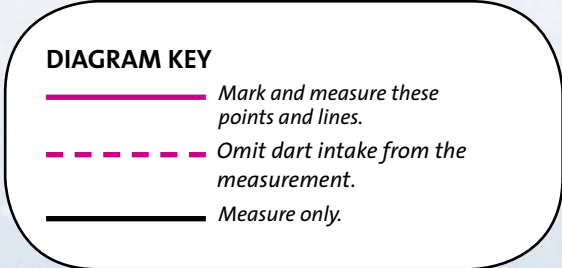 DIAGRAM KEY
Mark and measure these
points and lines.
Omit dart intake from the
measurement.
Measure only.